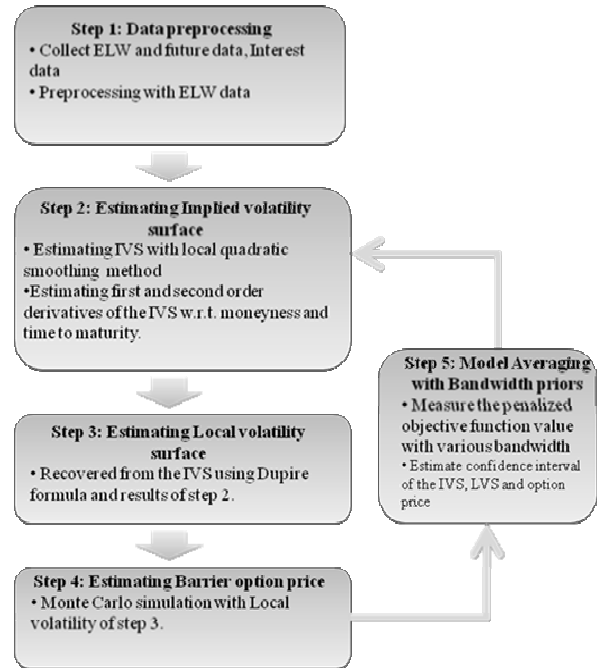 Step 1: Data preprocessing
• Collect ELW and future data, Interest
data
• Preprocessing with ELW data
Step 2: Estimating Implied volatility
surface
• Estimating IVS with local quadratic
smoothing method
•Estimating first and second order
derivatives of the IVS w.r.t. moneyness and
time to maturity.
Step 3: Estimating Local volatility
surface
• Recovered from the IVS using Dupire
formula and results of step 2.
Step 4: Estimating Barrier option price
• Monte Carlo simulation with Local
volatility of step 3.
Step 5: Model Averaging
with Bandwidth priors
• Measure the penalized
objective function value
with various bandwidth
• Estimate confidence interval
of the IVS, LVS and option
price